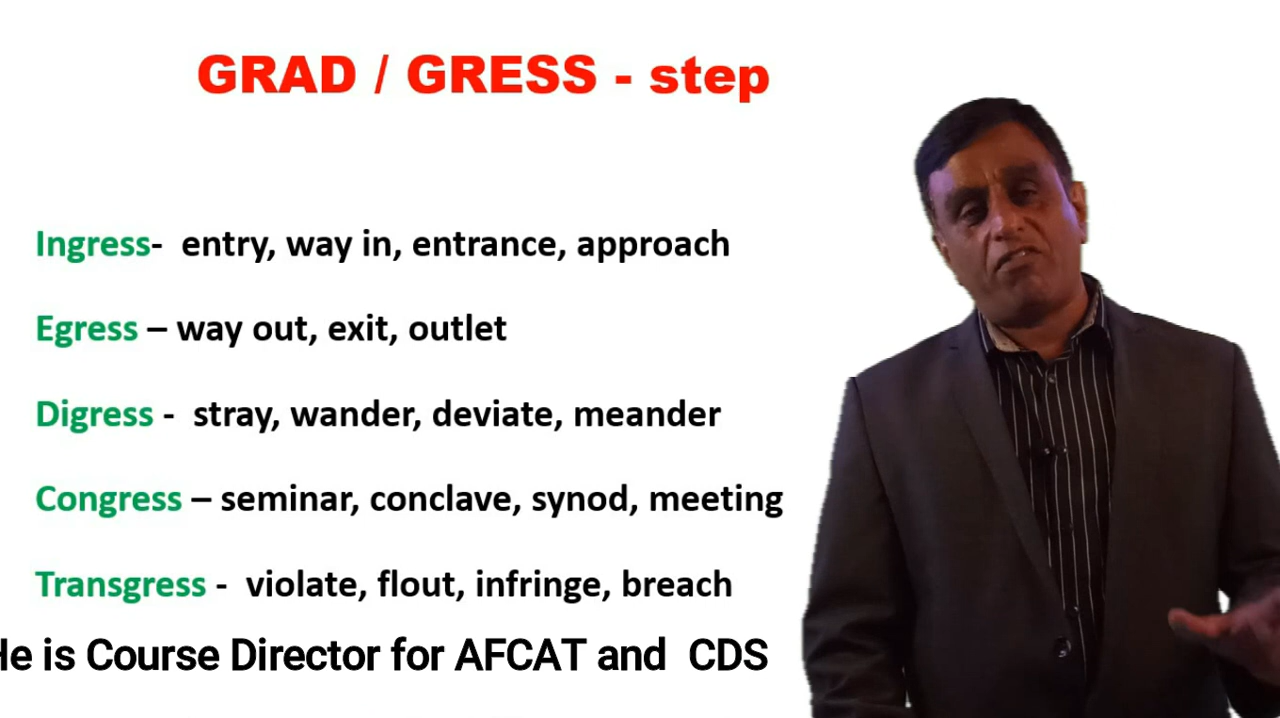 GRAD / GRESS - step
Ingress- entry, way in, entrance, approach
Egress – way out, exit, outlet
Digress - stray, wander, deviate, meander
Congress – seminar, conclave, synod, meeting
Transgress - violate, flout, infringe, breach
He is Course Director for AFCAT and CDS